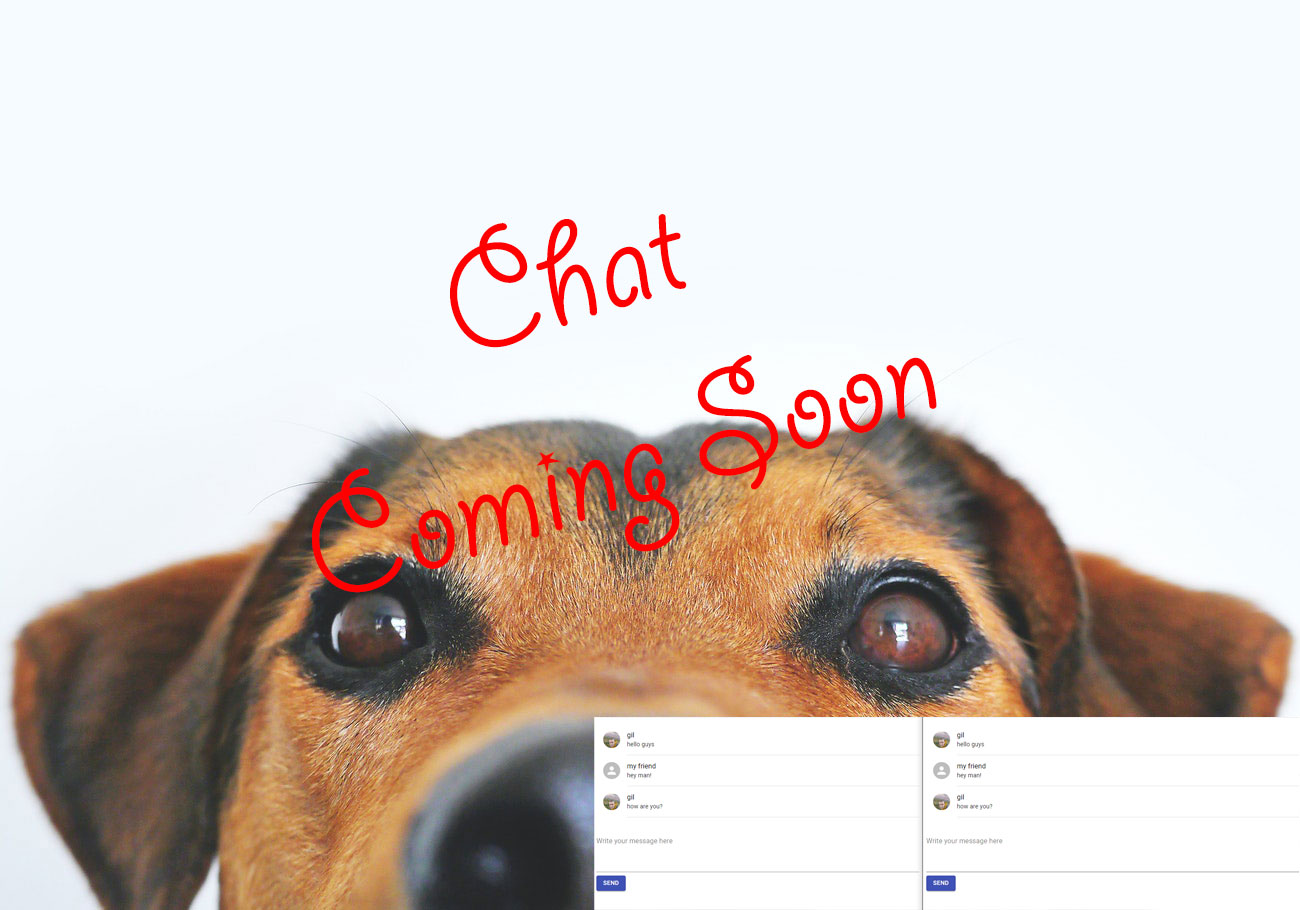 Chat
Coming Soon
gil
hello guys
my friend
hey man!
gil
how are you?
Write your message here
SEND
gil
hello guys
my friend
hey man!
gil
how are you?
Write your message here
SEND